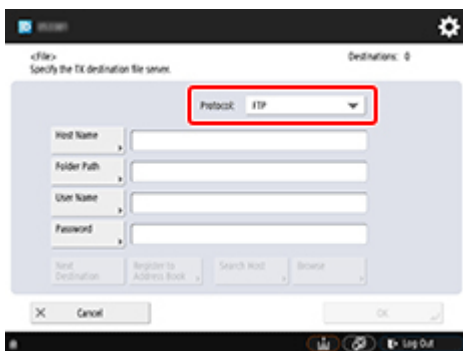 <File>
Destinations: 0
Specify the TX destination file server.
Protocol: FTP
Host Name
Folder Path
User Name
Password
Next Destination
Register to Address Book
Search Host
Browse
Cancel
OK
Log Out